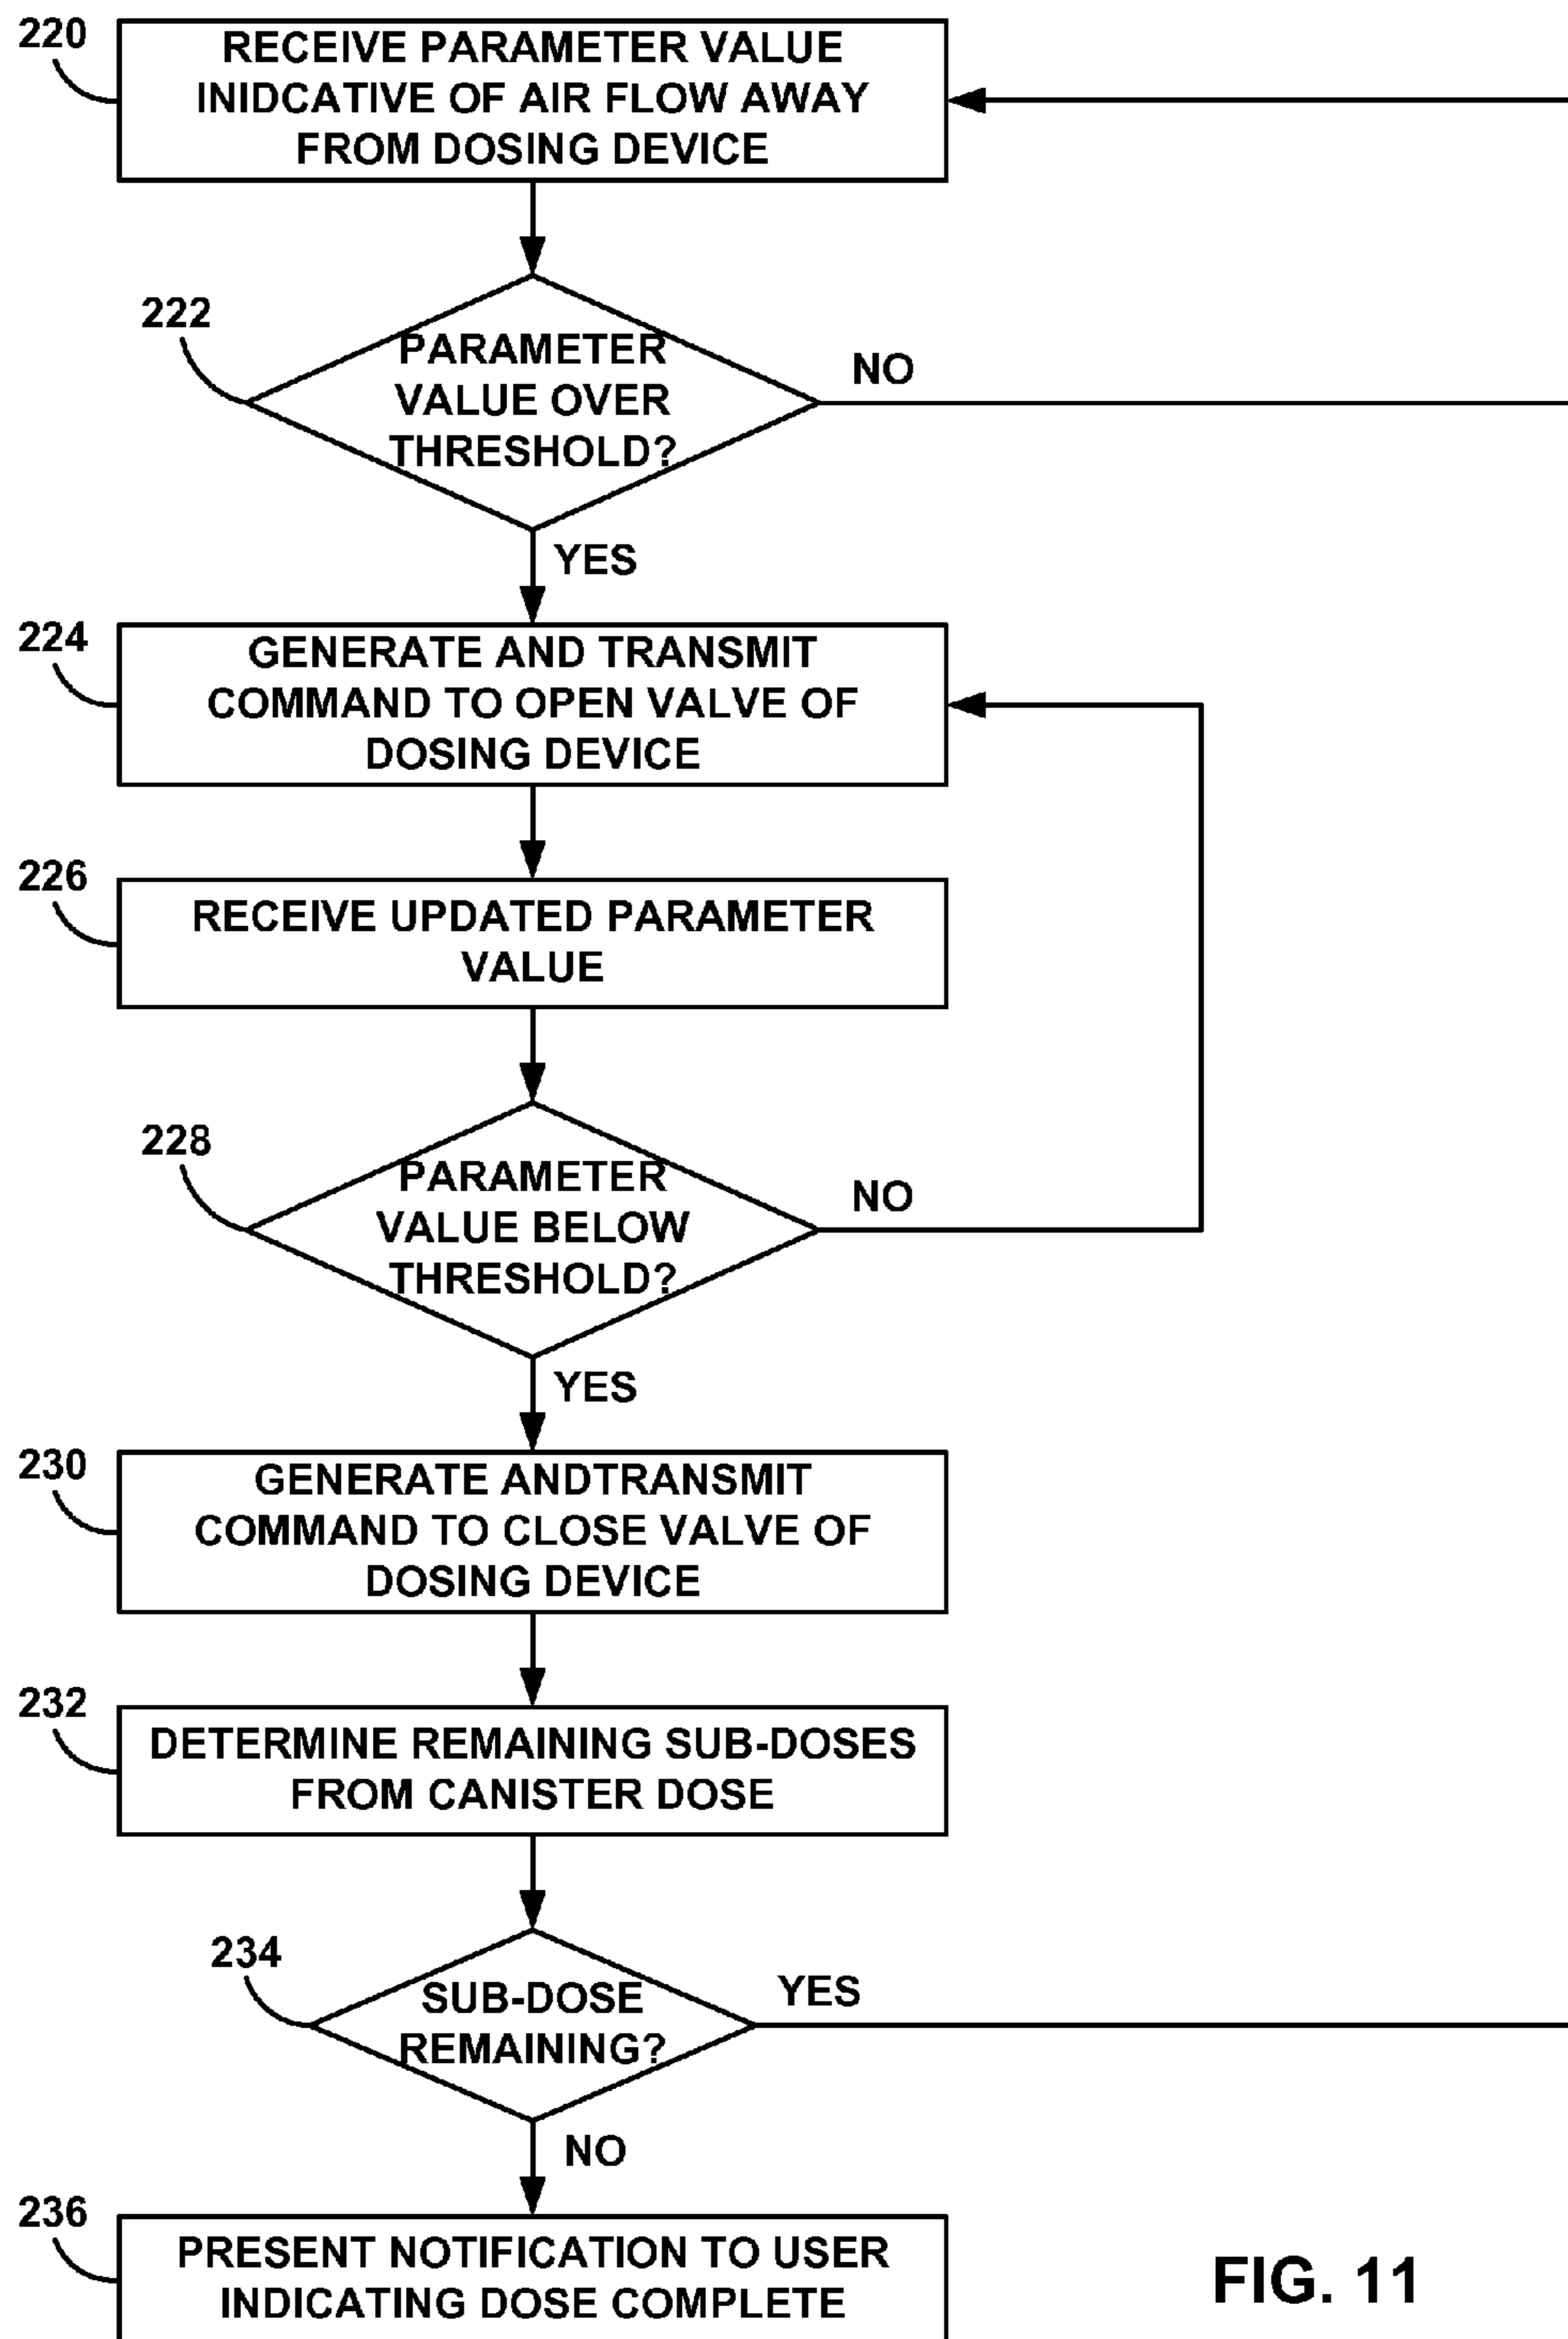 220
RECEIVE PARAMETER VALUE
INIDCATIVE OF AIR FLOW AWAY
FROM DOSING DEVICE
222
PARAMETER
VALUE OVER
THRESHOLD?
NO
YES
224
GENERATE AND TRANSMIT
COMMAND TO OPEN VALVE OF
DOSING DEVICE
226
RECEIVE UPDATED PARAMETER
VALUE
228
PARAMETER
VALUE BELOW
THRESHOLD?
NO
YES
230
GENERATE ANDTRANSMIT
COMMAND TO CLOSE VALVE OF
DOSING DEVICE
232
DETERMINE REMAINING SUB-DOSES
FROM CANISTER DOSE
234
SUB-DOSE
REMAINING?
YES
NO
236
PRESENT NOTIFICATION TO USER
INDICATING DOSE COMPLETE
FIG. 11